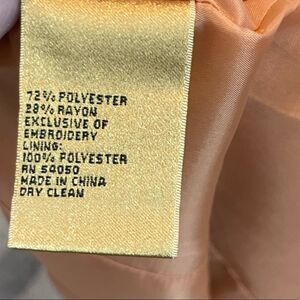 72% POLYESTER
28% RAYON
EXCLUSIVE OF
EMBROIDERY
LINING:
100% POLYESTER
RN 54050
MADE IN CHINA
DRY CLEAN